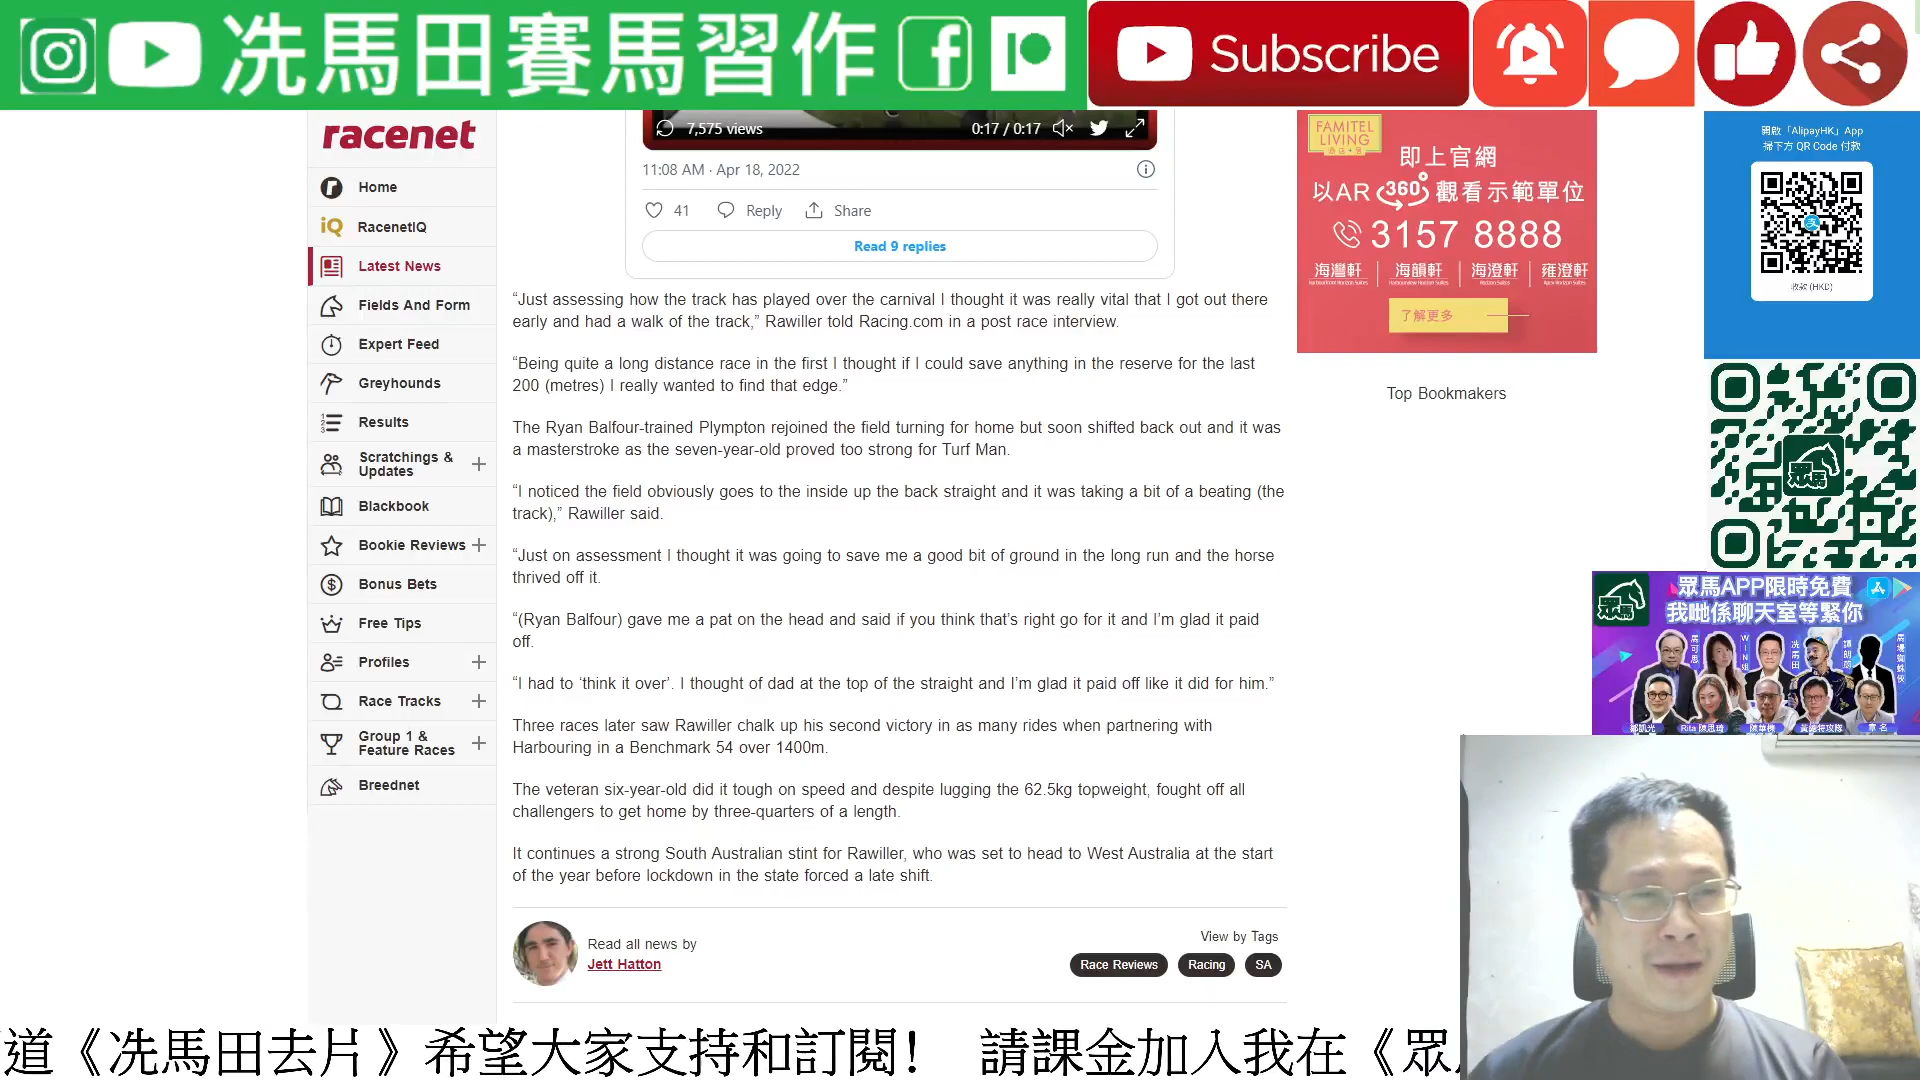 冼馬田賽馬習作
Subscribe
racenet
Home
iQ RacenetIQ
Latest News
Fields And Form
Expert Feed
Greyhounds
Results
Scratchings &
Updates
Blackbook
Bookie Reviews
Bonus Bets
Free Tips
Profiles
Race Tracks
Group 1 &
Feature Races
Breednet
7,575 views
0:17 / 0:17
11:08 AM · Apr 18, 2022
41 Reply Share
Read 9 replies
“Just assessing how the track has played over the carnival I thought it was really vital that I got out there
early and had a walk of the track,” Rawiller told Racing.com in a post race interview.
“Being quite a long distance race in the first I thought if I could save anything in the reserve for the last
200 (metres) I really wanted to find that edge.”
The Ryan Balfour-trained Plympton rejoined the field turning for home but soon shifted back out and it was
a masterstroke as the seven-year-old proved too strong for Turf Man.
“I noticed the field obviously goes to the inside up the back straight and it was taking a bit of a beating (the
track),” Rawiller said.
“Just on assessment I thought it was going to save me a good bit of ground in the long run and the horse
thrived off it.
“(Ryan Balfour) gave me a pat on the head and said if you think that’s right go for it and I’m glad it paid
off.
“I had to ‘think it over’. I thought of dad at the top of the straight and I’m glad it paid off like it did for him.”
Three races later saw Rawiller chalk up his second victory in as many rides when partnering with
Harbouring in a Benchmark 54 over 1400m.
The veteran six-year-old did it tough on speed and despite lugging the 62.5kg topweight, fought off all
challengers to get home by three-quarters of a length.
It continues a strong South Australian stint for Rawiller, who was set to head to West Australia at the start
of the year before lockdown in the state forced a late shift.
Read all news by
Jett Hatton
View by Tags
Race Reviews
Racing
SA
FAMITEL
LIVING
即上官網
以AR 360° 觀看示範單位
3157 8888
海灣軒
海韻軒
海澄軒
雍澄軒
了解更多
Top Bookmakers
開啟「AlipayHK」App
掃下方 QR Code 付款
收款 (HKD)
眾馬
眾馬APP限時免費
我哋係聊天室等緊你
道《冼馬田去片》希望大家支持和訂閱！ 請課金加入我在《眾